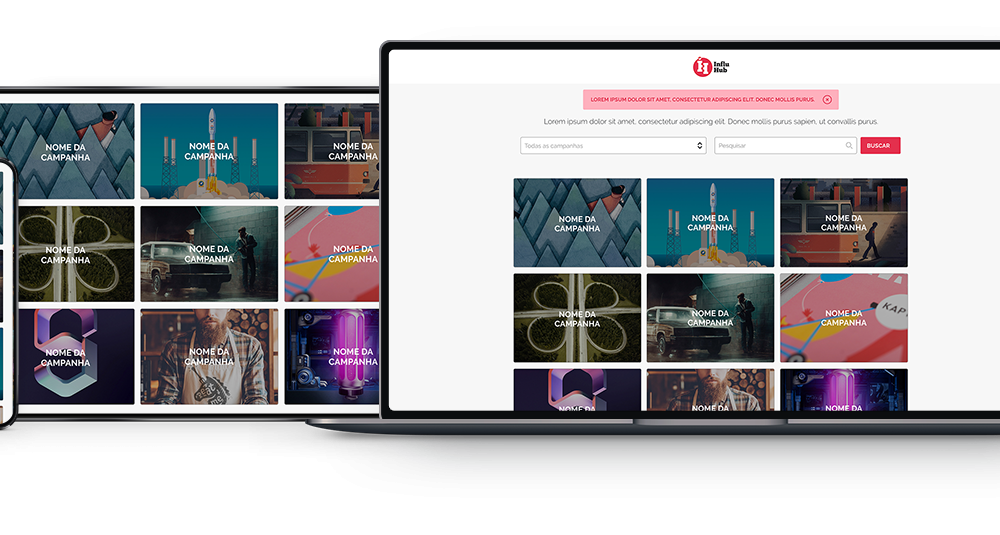 NOME DA
CAMPANHA
NOME DA
CAMPANHA
NOME DA
CAMPANHA
NOME DA
CAMPANHA
NOME DA
CAMPANHA
NOME DA
CAMPANHA
NOME DA
CAMPANHA
NOME DA
CAMPANHA
NOME DA
CAMPANHA
Influ
Hub
LOREM IPSUM DOLOR SIT AMET, CONSECTETUR ADIPISCING ELIT. DONEC MOLLIS PURUS.
Lorem ipsum dolor sit amet, consectetur adipiscing elit. Donec mollis purus sapien, ut convallis purus.
Todas as campanhas
Pesquisar
BUSCAR
NOME DA
CAMPANHA
NOME DA
CAMPANHA
NOME DA
CAMPANHA
NOME DA
CAMPANHA
NOME DA
CAMPANHA
NOME DA
CAMPANHA
KAP
NOME DA
NOME DA
NOME DA